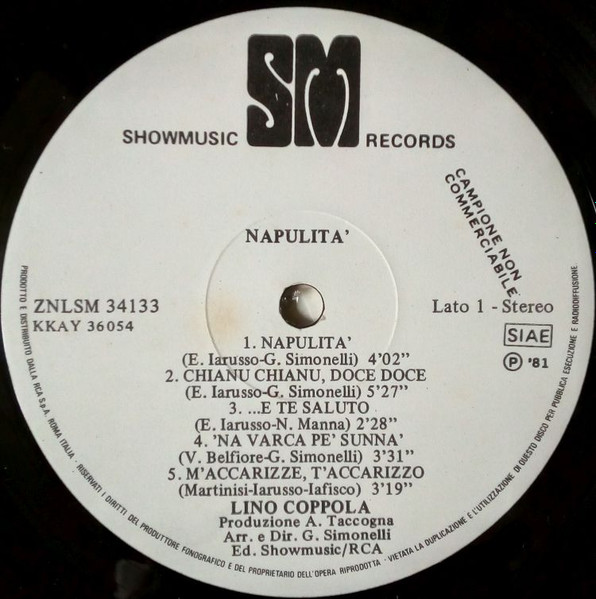 SM
SHOWMUSIC RECORDS
CAMPIONE NON
COMMERCIABILE
NAPULITA'
ZNLSM 34133
KKAY 36054
Lato 1 - Stereo
SIAE
Ⓟ '81
1. NAPULITA'
(E. Iarusso-G. Simonelli) 4'02"
2. CHIANU CHIANU, DOCE DOCE
(E. Iarusso-G. Simonelli) 5'27"
3. ...E TE SALUTO
(E. Iarusso-N. Manna) 2'28"
4. 'NA VARCA PE' SUNNA'
(V. Belfiore-G. Simonelli) 3'31"
5. M'ACCARIZZE, T'ACCARIZZO
(Martinisi-Iarusso-Iafisco) 3'19"
LINO COPPOLA
Produzione A. Taccogna
Arr. e Dir. G. Simonelli
Ed. Showmusic/RCA
PRODOTTO E DISTRIBUITO DALLA RCA S.p.A. ROMA ITALIA - RISERVATI I DIRITTI DEL PRODUTTORE FONOGRAFICO E DEL PROPRIETARIO DELL'OPERA RIPRODOTTA - VIETATA LA DUPLICAZIONE E L'UTILIZZAZIONE DI QUESTO DISCO PER PUBBLICA ESECUZIONE E RADIODIFFUSIONE